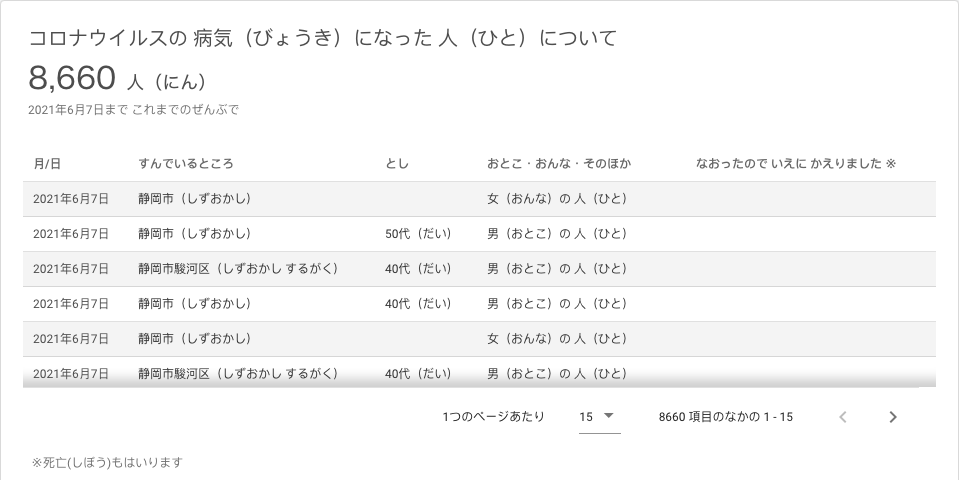 コロナウイルスの 病気（びょうき）になった 人（ひと）について
8,660 人（にん）
2021年6月7日まで これまでのぜんぶで
月/日 すんでいるところ とし おとこ・おんな・そのほか なおったので いえに かえりました ※
2021年6月7日 静岡市（しずおかし） 女（おんな）の 人（ひと）
2021年6月7日 静岡市（しずおかし） 50代（だい） 男（おとこ）の 人（ひと）
2021年6月7日 静岡市駿河区（しずおかし するがく） 40代（だい） 男（おとこ）の 人（ひと）
2021年6月7日 静岡市（しずおかし） 40代（だい） 男（おとこ）の 人（ひと）
2021年6月7日 静岡市（しずおかし） 女（おんな）の 人（ひと）
2021年6月7日 静岡市駿河区（しずおかし するがく） 40代（だい） 男（おとこ）の 人（ひと）
1つのページあたり 15 8660 項目のなかの 1 - 15
※死亡(しぼう)もはいります